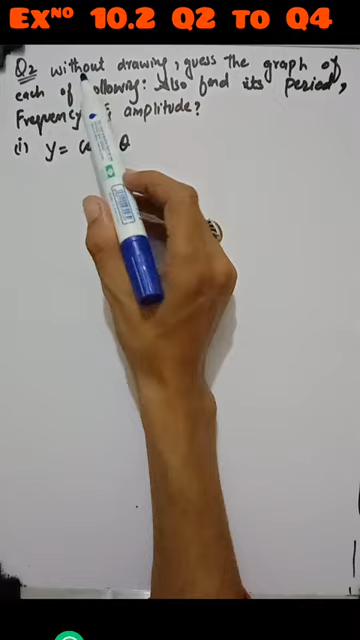 Exᴺᴼ 10.2 Q2 TO Q4
Q2 without drawing, guess the graph of
each of following: Also find its period,
Frequency & amplitude?
(i) y = θ